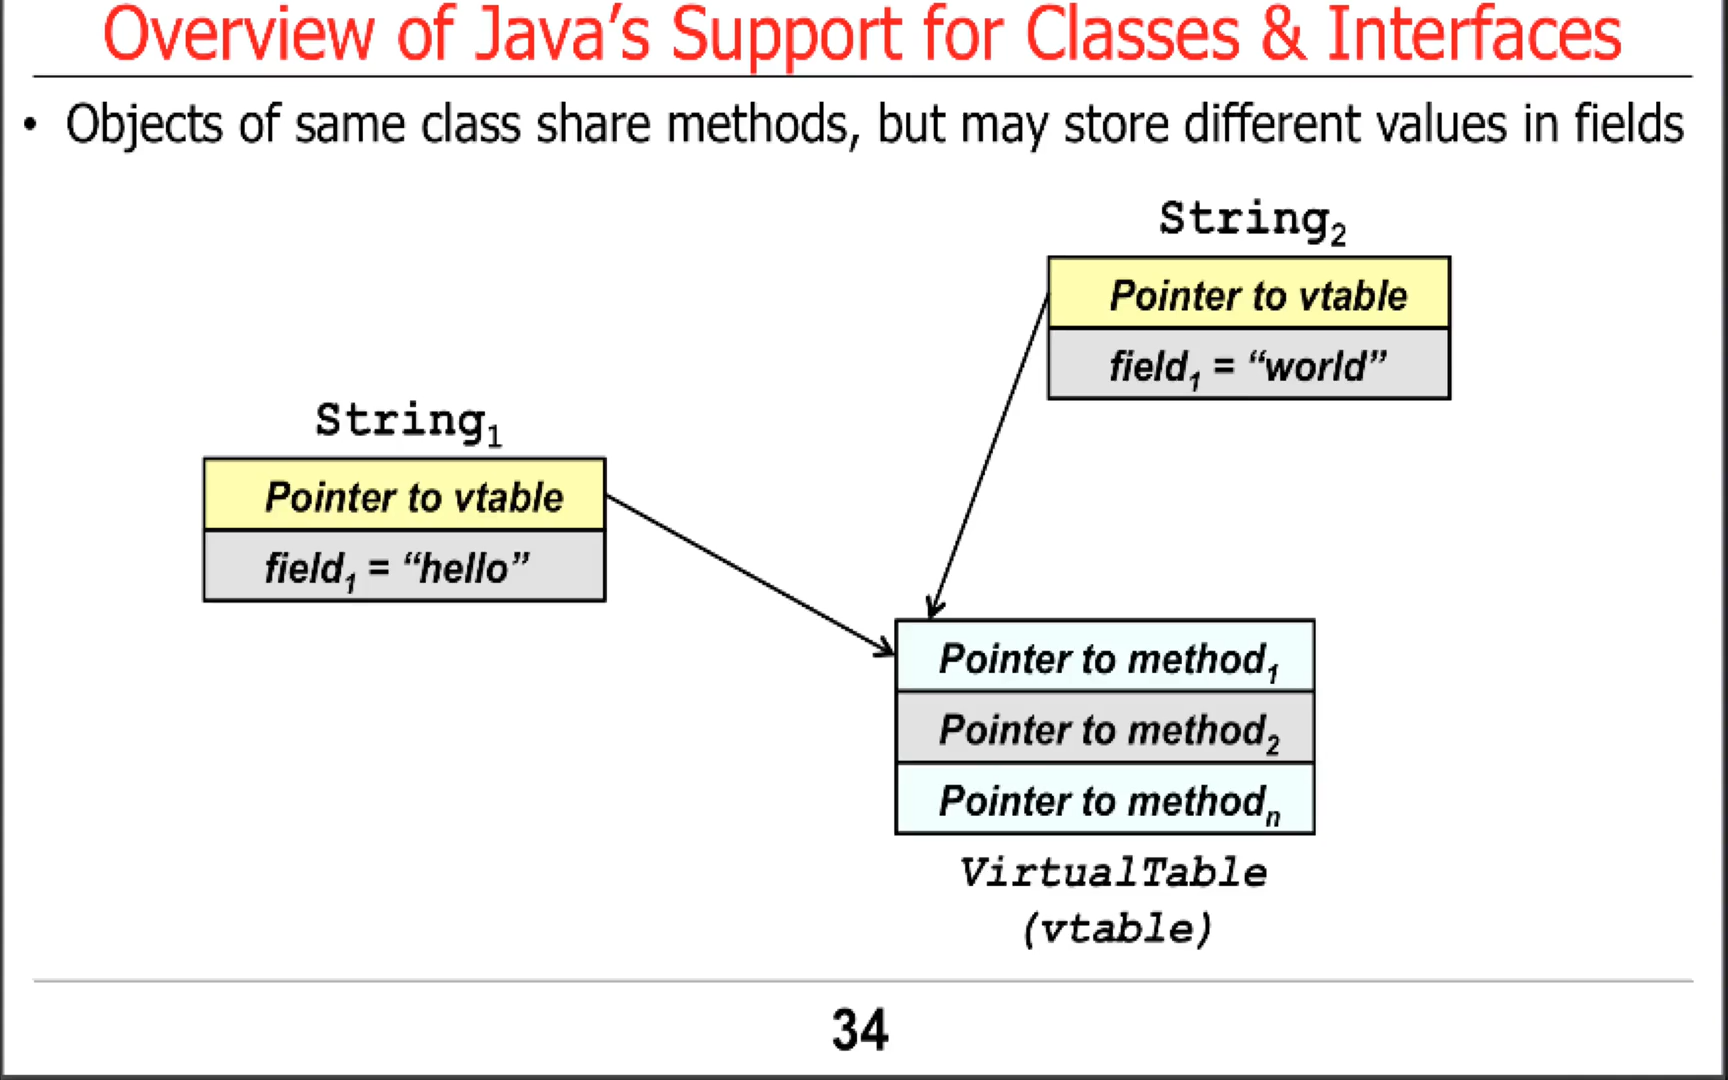 Overview of Java’s Support for Classes & Interfaces
• Objects of same class share methods, but may store different values in fields
String₂
Pointer to vtable
field₁ = “world”
String₁
Pointer to vtable
field₁ = “hello”
Pointer to method₁
Pointer to method₂
Pointer to methodₙ
VirtualTable
(vtable)
34